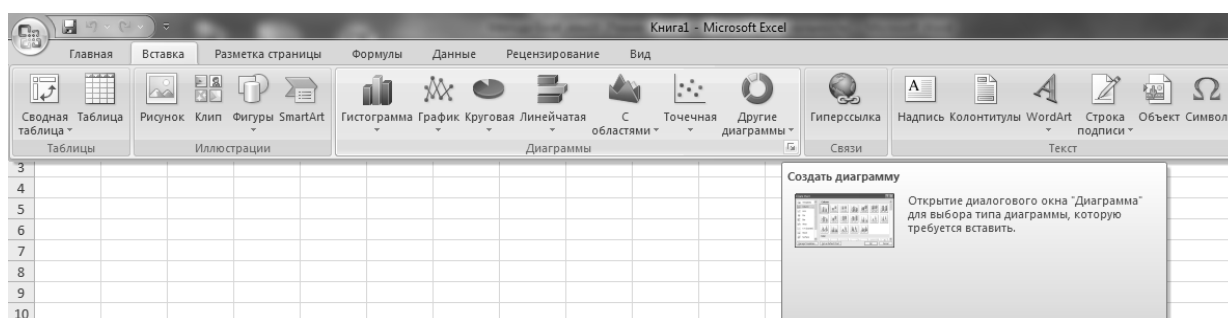 Книга1 - Microsoft Excel
Главная Вставка Разметка страницы Формулы Данные Рецензирование Вид
Сводная таблица Таблица Рисунок Клип Фигуры SmartArt Гистограмма График Круговая Линейчатая С областями Точечная Другие диаграммы Гиперссылка Надпись Колонтитулы WordArt Строка подписи Объект Символ
Таблицы Иллюстрации Диаграммы Связи Текст
3
Создать диаграмму
4
Открытие диалогового окна "Диаграмма"
5
для выбора типа диаграммы, которую
6
требуется вставить.
7
8
9
10